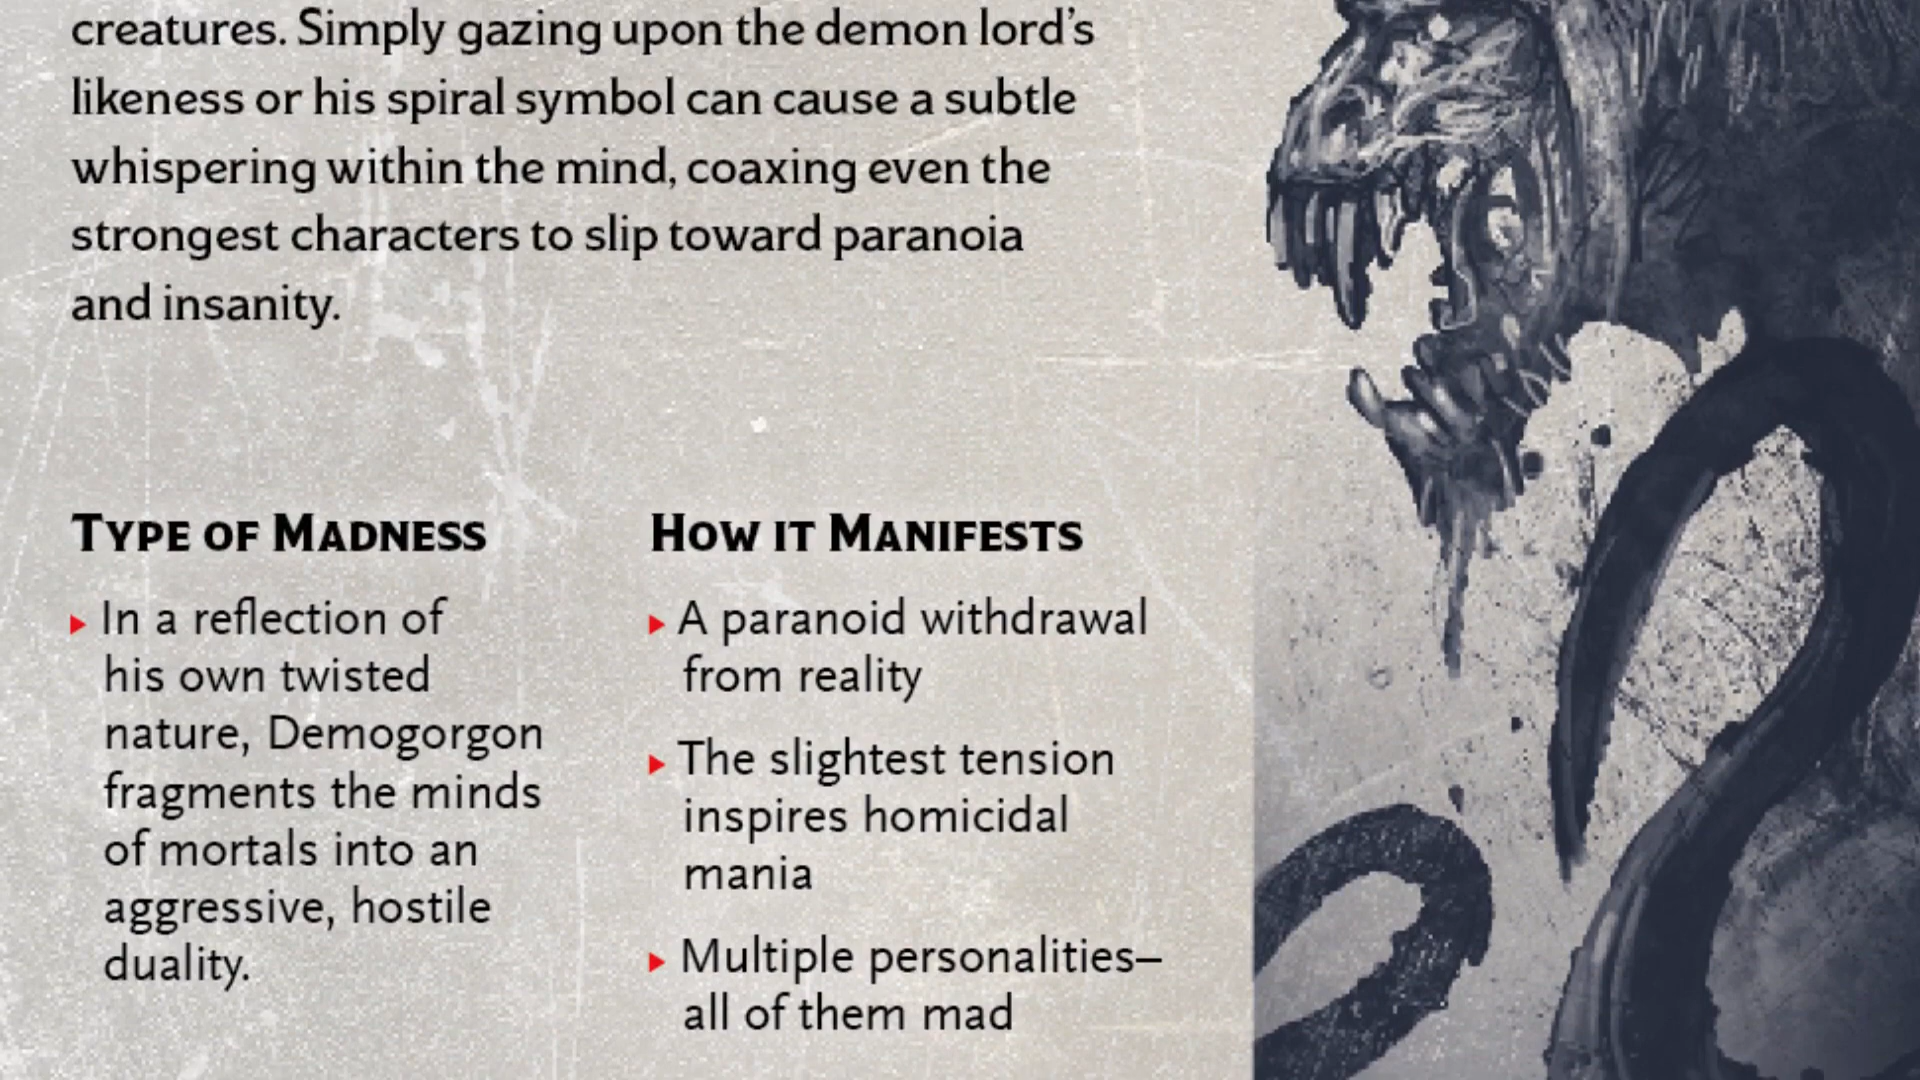 creatures. Simply gazing upon the demon lord's
likeness or his spiral symbol can cause a subtle
whispering within the mind, coaxing even the
strongest characters to slip toward paranoia
and insanity.
Type of Madness
In a reflection of
his own twisted
nature, Demogorgon
fragments the minds
of mortals into an
aggressive, hostile
duality.
How it Manifests
A paranoid withdrawal
from reality
The slightest tension
inspires homicidal
mania
Multiple personalities—
all of them mad